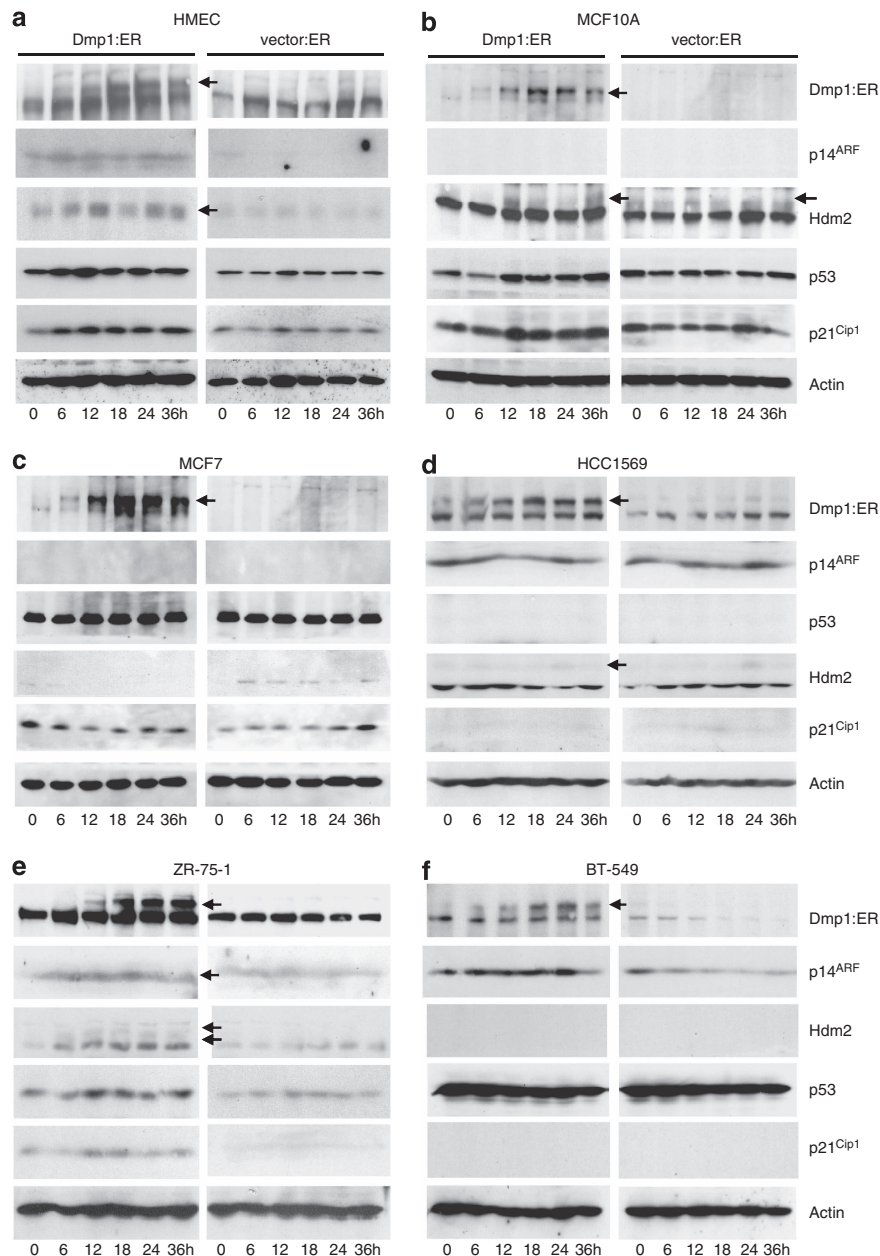 a
HMEC
Dmp1:ER vector:ER
0 6 12 18 24 36h 0 6 12 18 24 36h
b
MCF10A
Dmp1:ER vector:ER
Dmp1:ER
p14ARF
Hdm2
p53
p21Cip1
Actin
0 6 12 18 24 36h 0 6 12 18 24 36h
c
MCF7
0 6 12 18 24 36h 0 6 12 18 24 36h
d
HCC1569
Dmp1:ER
p14ARF
p53
Hdm2
p21Cip1
Actin
0 6 12 18 24 36h 0 6 12 18 24 36h
e
ZR-75-1
0 6 12 18 24 36h 0 6 12 18 24 36h
f
BT-549
Dmp1:ER
p14ARF
Hdm2
p53
p21Cip1
Actin
0 6 12 18 24 36h 0 6 12 18 24 36h